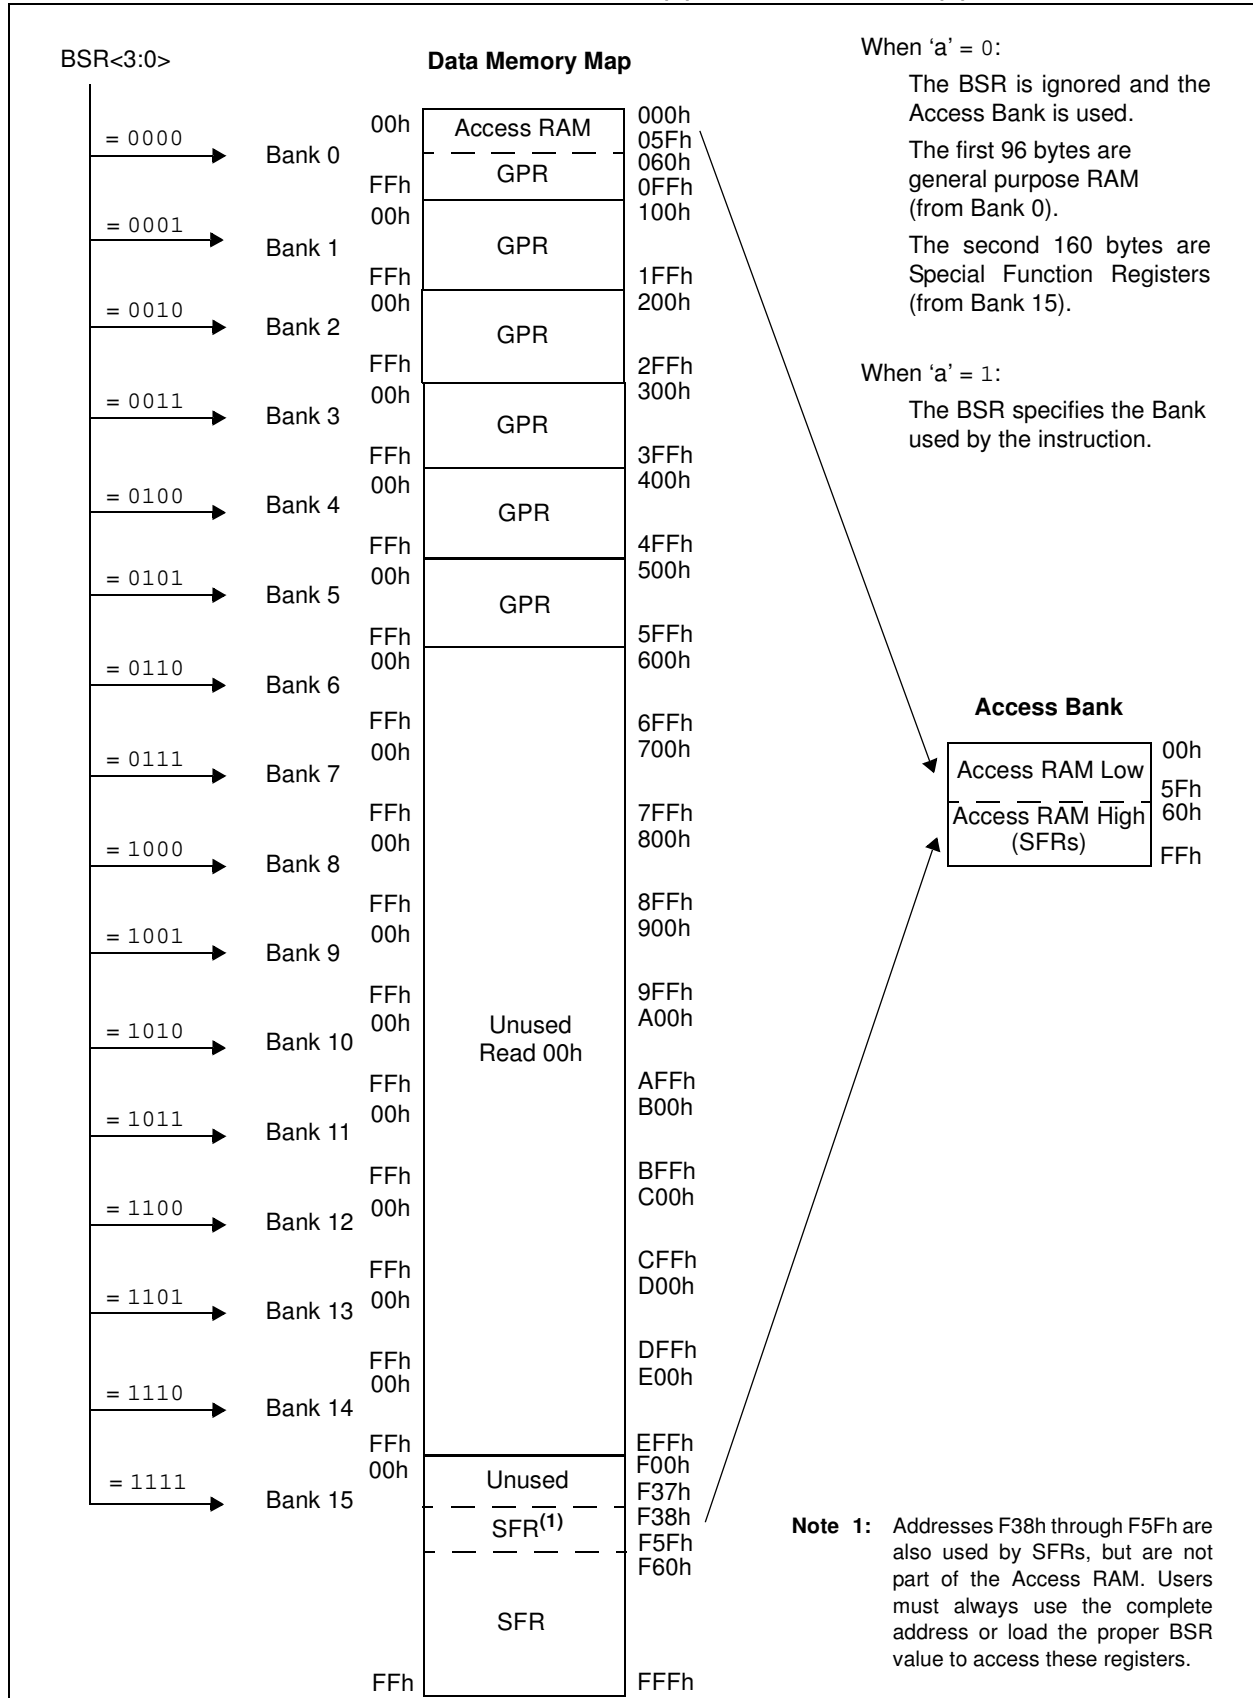 BSR<3:0>
Data Memory Map
When ‘a’ = 0:
The BSR is ignored and the
Access Bank is used.
The first 96 bytes are
general purpose RAM
(from Bank 0).
The second 160 bytes are
Special Function Registers
(from Bank 15).
When ‘a’ = 1:
The BSR specifies the Bank
used by the instruction.
= 0000
Bank 0
00h
Access RAM
000h
05Fh
060h
GPR
FFh
0FFh
= 0001
Bank 1
00h
100h
GPR
FFh
1FFh
= 0010
Bank 2
00h
200h
GPR
FFh
2FFh
= 0011
Bank 3
00h
300h
GPR
FFh
3FFh
= 0100
Bank 4
00h
400h
GPR
FFh
4FFh
= 0101
Bank 5
00h
500h
GPR
FFh
5FFh
= 0110
Bank 6
00h
600h
FFh
6FFh
= 0111
Bank 7
00h
700h
FFh
7FFh
= 1000
Bank 8
00h
800h
FFh
8FFh
= 1001
Bank 9
00h
900h
FFh
9FFh
= 1010
Bank 10
00h
A00h
Unused
Read 00h
FFh
AFFh
= 1011
Bank 11
00h
B00h
FFh
BFFh
= 1100
Bank 12
00h
C00h
FFh
CFFh
= 1101
Bank 13
00h
D00h
FFh
DFFh
= 1110
Bank 14
00h
E00h
FFh
EFFh
= 1111
Bank 15
00h
F00h
Unused
F37h
F38h
SFR(1)
F5Fh
F60h
SFR
FFh
FFFh
Access Bank
Access RAM Low
00h
5Fh
Access RAM High
(SFRs)
60h
FFh
Note 1: Addresses F38h through F5Fh are
also used by SFRs, but are not
part of the Access RAM. Users
must always use the complete
address or load the proper BSR
value to access these registers.